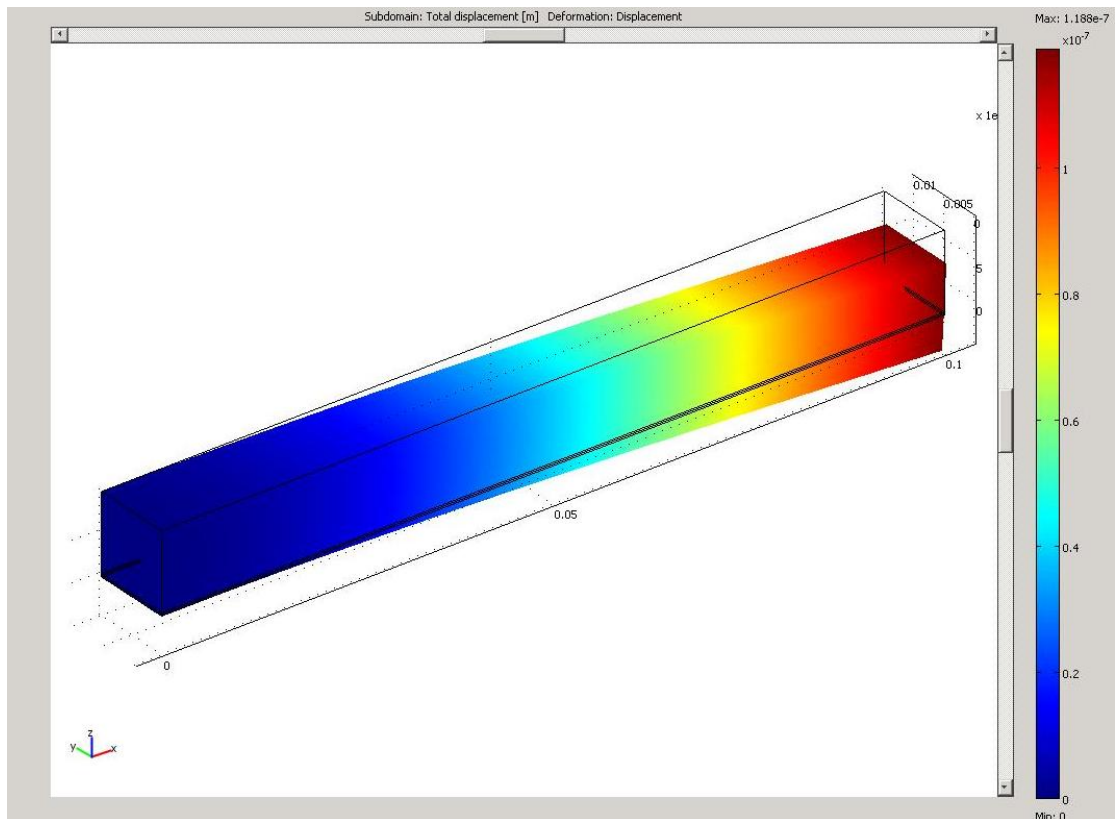 Subdomain: Total displacement [m] Deformation: Displacement
Max: 1.188e-7
x10-7
1
0.8
0.6
0.4
0.2
0
Min: 0
x 1e
0.01
0.005
0
5
0
0.1
0.05
0
z
y
x